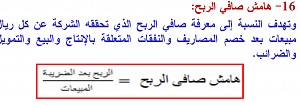 16- هامش صافي الربح:
وتهدف النسبة إلى معرفة صافي الربح الذي تحققه الشركة عن كل ريال
مبيعات بعد خصم المصاريف والنفقات المتعلقة بالإنتاج والبيع والتمويل
والضرائب.
هامش صافى الربح = الربح بعد الضريبة
المبيعات